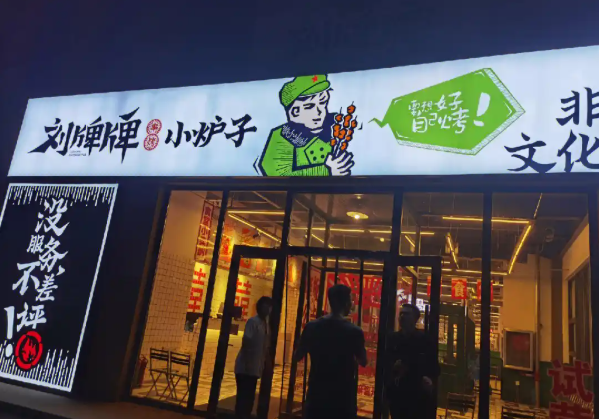 刘牌牌
小炉子
要想好
自己烤！
非
文化
没
服务
不差
评！
试